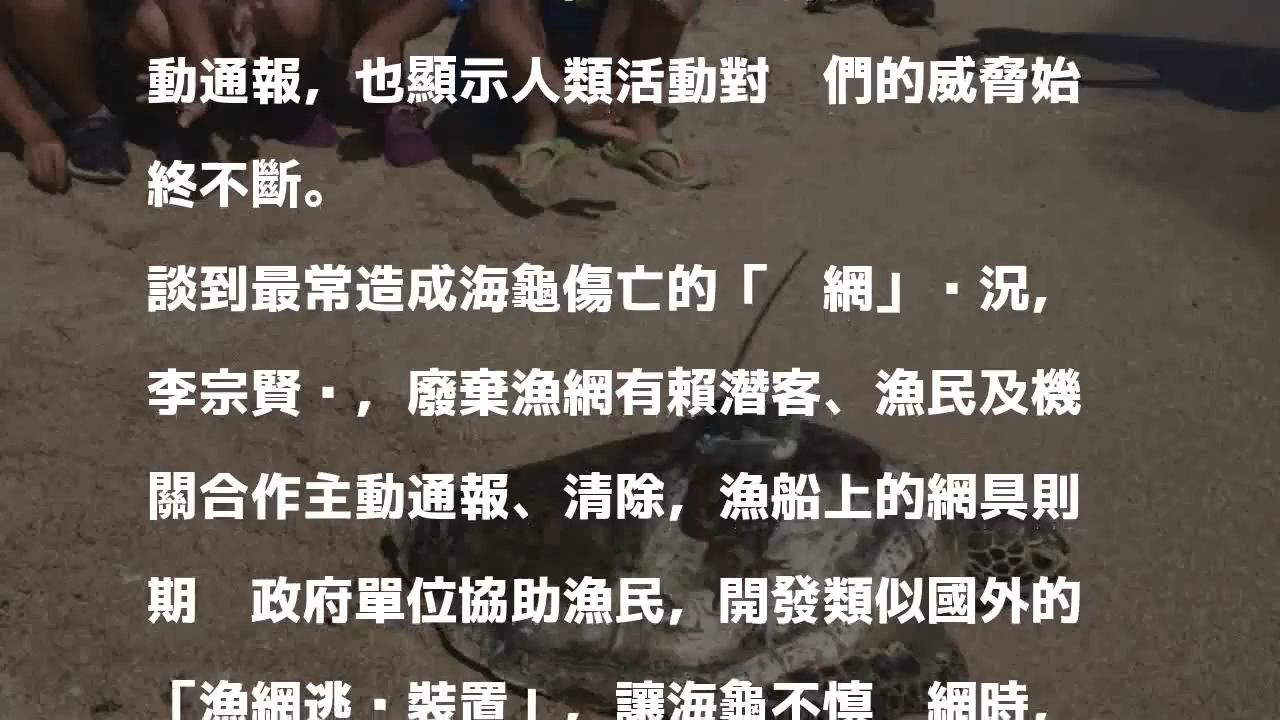 動通報，也顯示人類活動對　們的威脅始
終不斷。
談到最常造成海龜傷亡的「　網」·況，
李宗賢·，廢棄漁網有賴潛客、漁民及機
關合作主動通報、清除，漁船上的網具則
期　政府單位協助漁民，開發類似國外的
「漁網逃·裝置」，讓海龜不慎　網時，